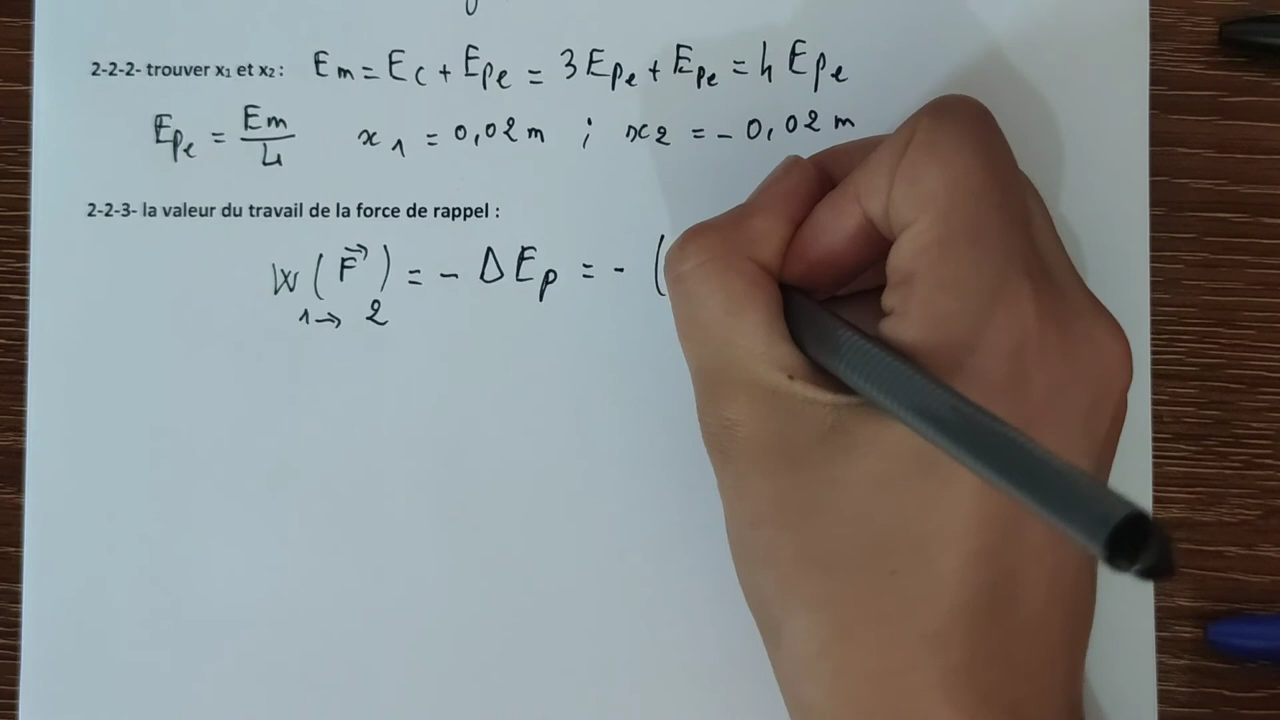 2-2-2- trouver x₁ et x₂ : Em = Ec + Epe = 3 Epe + Epe = 4 Epe
Epe = Em/4 x1 = 0,02 m ; x2 = - 0,02 m
2-2-3- la valeur du travail de la force de rappel :
W(F⃗) = - ΔEp = - (
1→2